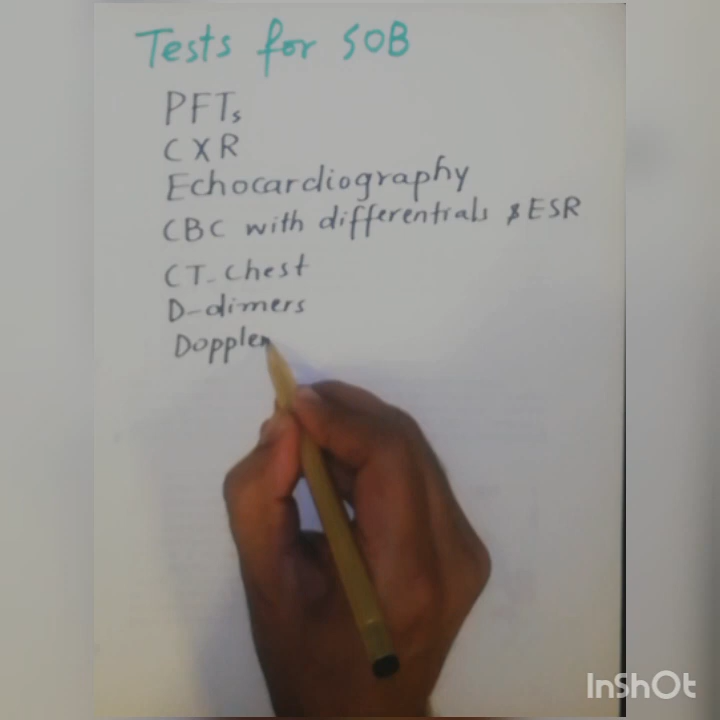 Tests for SOB
PFTs
CXR
Echocardiography
CBC with differentrals & ESR
CT-Chest
D-dimers
Doppler
InShOt